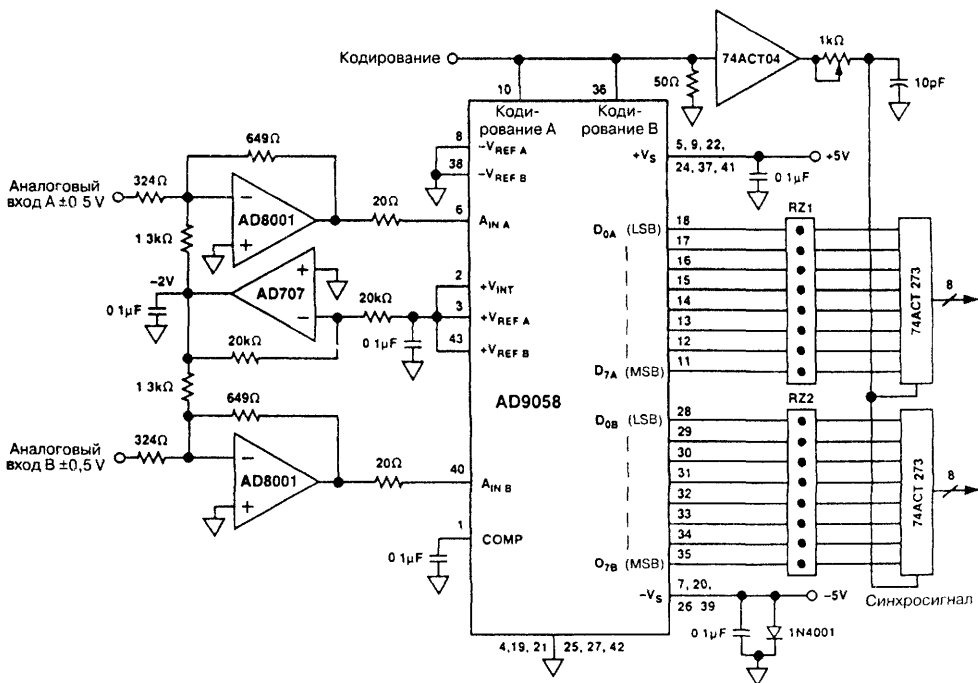 Кодирование
74ACT04
1kΩ
50Ω
10pF
10
36
Кодирование A
Кодирование B
649Ω
8
-VREF A
38
-VREF B
+VS
5, 9, 22,
24, 37, 41
+5V
0 1μF
Аналоговый
вход A ±0 5 V
324Ω
AD8001
20Ω
6
AIN A
1 3kΩ
RZ1
D0A (LSB)
18
17
16
15
14
13
12
11
D7A (MSB)
74ACT 273
8
-2V
0 1μF
AD707
20kΩ
20kΩ
0 1μF
2
+VINT
3
+VREF A
43
+VREF B
AD9058
1 3kΩ
649Ω
RZ2
D0B (LSB)
28
29
30
31
32
33
34
35
O7B (MSB)
74ACT 273
8
Аналоговый
вход B ±0,5 V
324Ω
AD8001
20Ω
40
AIN B
1
COMP
0 1μF
-VS
7, 20,
26 39
-5V
Синхросигнал
0 1μF
1N4001
4,19, 21
25, 27, 42